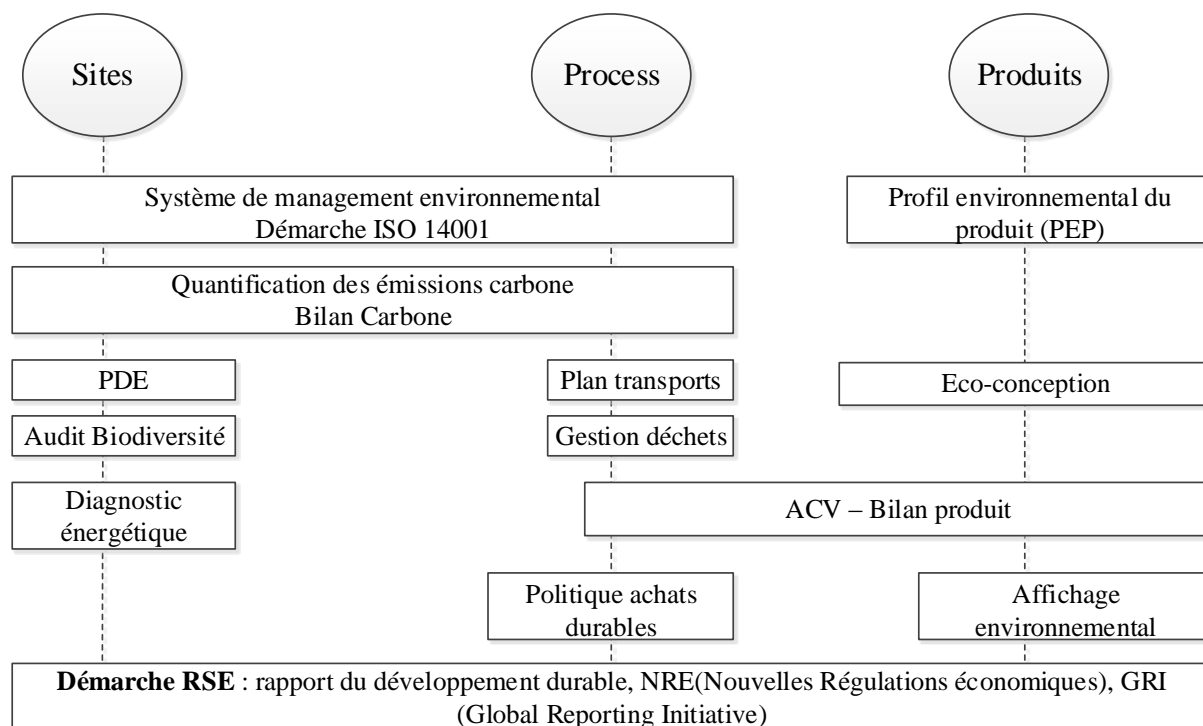 Sites
Process
Produits
Système de management environnemental
Démarche ISO 14001
Profil environnemental du
produit (PEP)
Quantification des émissions carbone
Bilan Carbone
PDE
Plan transports
Eco-conception
Audit Biodiversité
Gestion déchets
Diagnostic
énergétique
ACV – Bilan produit
Politique achats
durables
Affichage
environnemental
Démarche RSE : rapport du développement durable, NRE(Nouvelles Régulations économiques), GRI
(Global Reporting Initiative)